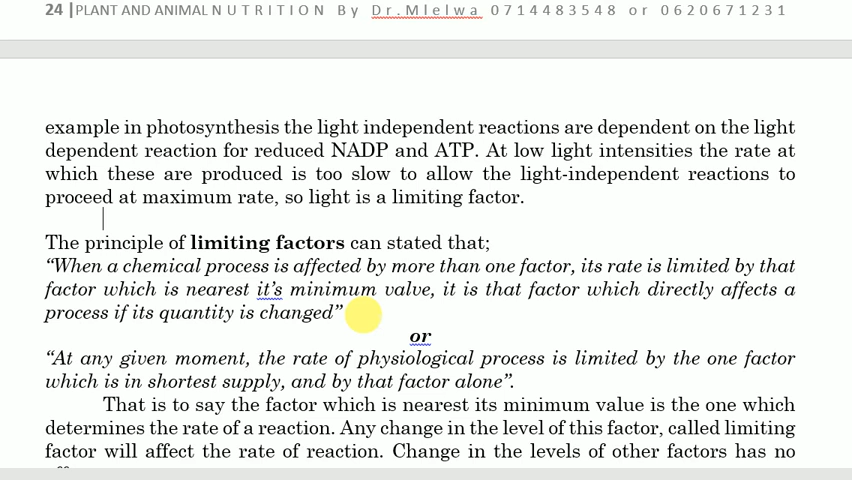 24 | PLANT AND ANIMAL N U T R I T I O N By Dr.Mlelwa 0714483548 or 0620671231
example in photosynthesis the light independent reactions are dependent on the light
dependent reaction for reduced NADP and ATP. At low light intensities the rate at
which these are produced is too slow to allow the light-independent reactions to
proceed at maximum rate, so light is a limiting factor.
The principle of limiting factors can stated that;
“When a chemical process is affected by more than one factor, its rate is limited by that
factor which is nearest it’s minimum value, it is that factor which directly affects a
process if its quantity is changed”
or
“At any given moment, the rate of physiological process is limited by the one factor
which is in shortest supply, and by that factor alone”.
That is to say the factor which is nearest its minimum value is the one which
determines the rate of a reaction. Any change in the level of this factor, called limiting
factor will affect the rate of reaction. Change in the levels of other factors has no